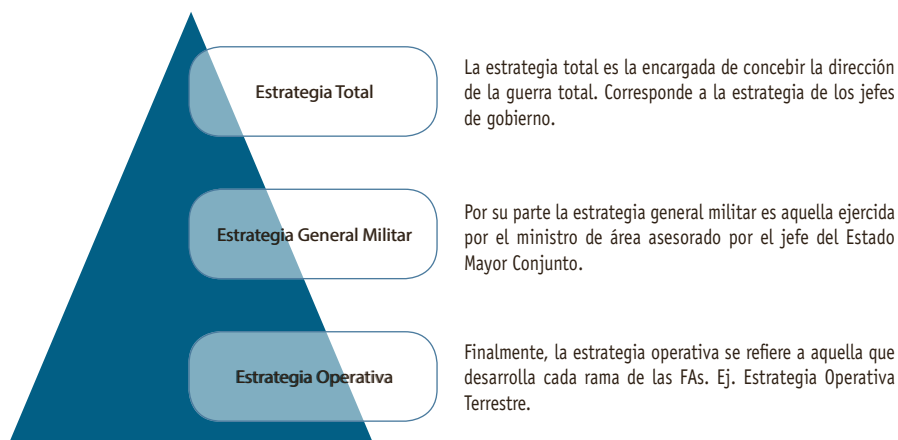 Estrategia Total
La estrategia total es la encargada de concebir la dirección
de la guerra total. Corresponde a la estrategia de los jefes
de gobierno.
Estrategia General Militar
Por su parte la estrategia general militar es aquella ejercida
por el ministro de área asesorado por el jefe del Estado
Mayor Conjunto.
Estrategia Operativa
Finalmente, la estrategia operativa se refiere a aquella que
desarrolla cada rama de las FAs. Ej. Estrategia Operativa
Terrestre.